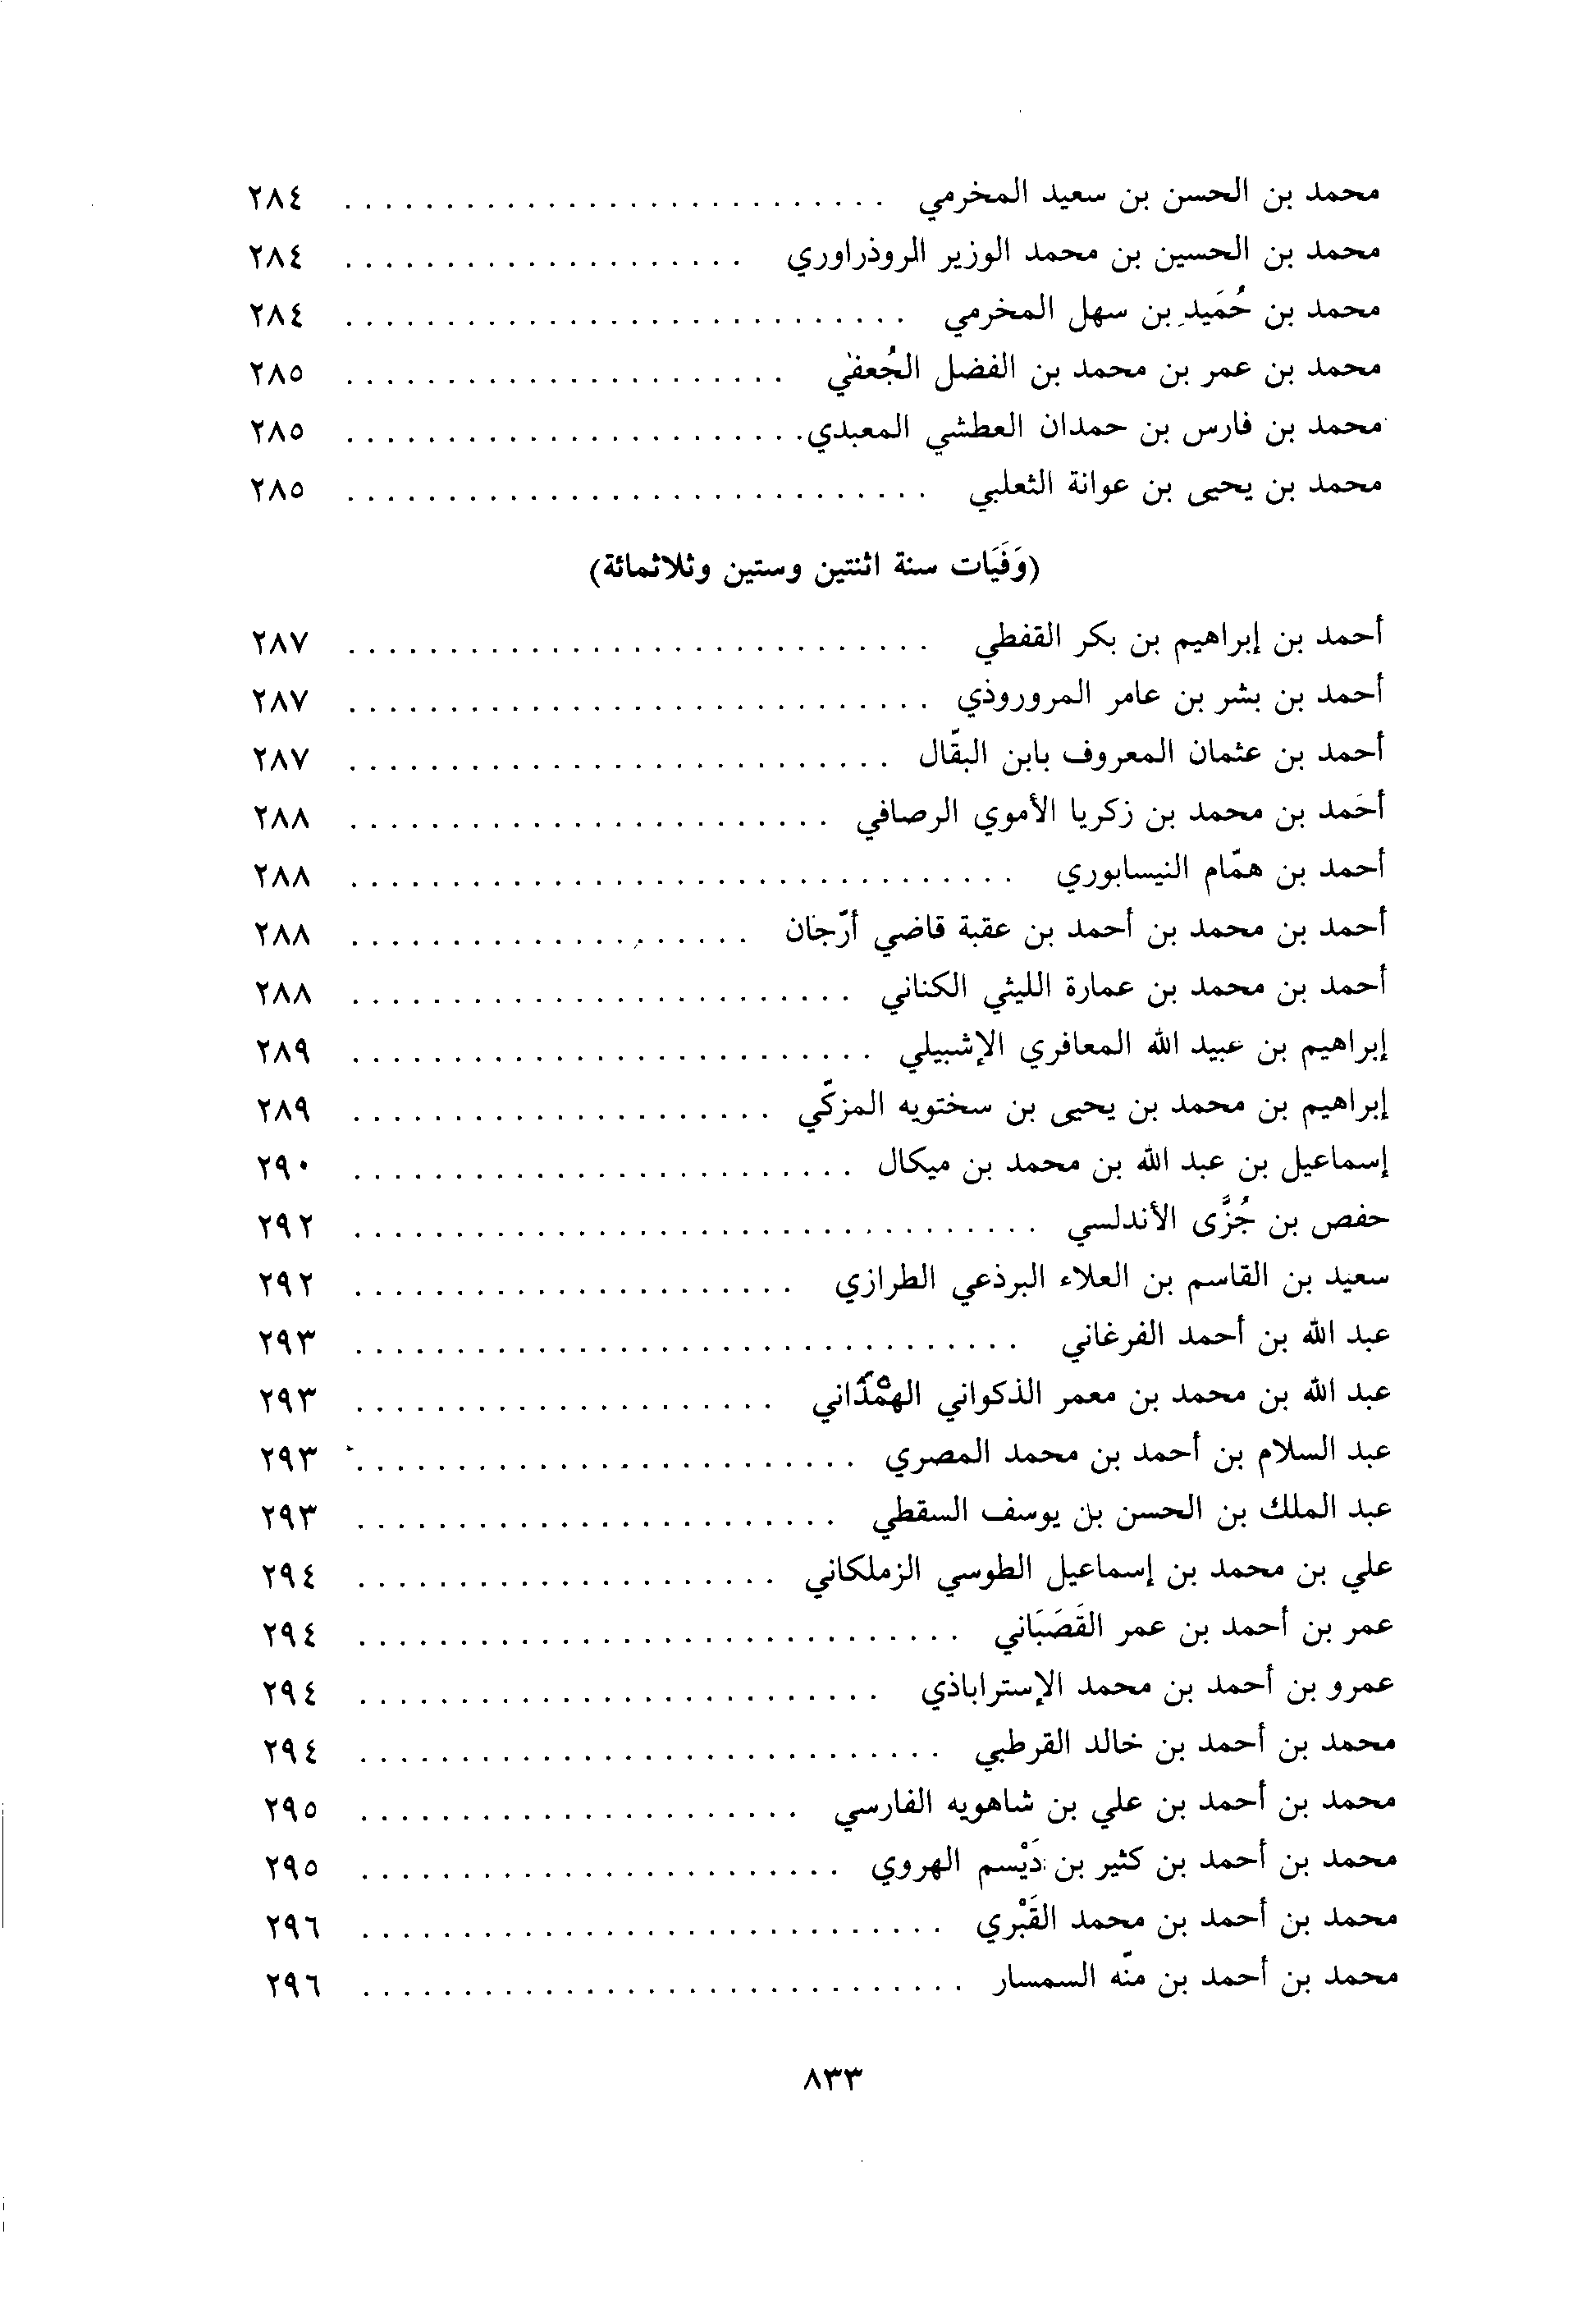 محمد بن الحسن بن سعيد المخرمي . . . . . . . . . . . . . . . . . . . . . . . . . . . ٢٨٤
محمد بن الحسين بن محمد الوزير الروذراوري . . . . . . . . . . . . . . . . . . . . ٢٨٤
محمد بن حُمَيد بن سهل المخرمي . . . . . . . . . . . . . . . . . . . . . . . . . . . . ٢٨٤
محمد بن عمر بن محمد بن الفضل الجُعفي . . . . . . . . . . . . . . . . . . . . . . ٢٨٥
محمد بن فارس بن حمدان العطشي المعبدي. . . . . . . . . . . . . . . . . . . . . . . ٢٨٥
محمد بن يحيى بن عوانة الثعلبي . . . . . . . . . . . . . . . . . . . . . . . . . . . . . ٢٨٥
(وَفَيَات سنة اثنتين وستين وثلاثمائة)
أحمد بن إبراهيم بن بكر القفطي . . . . . . . . . . . . . . . . . . . . . . . . . . . . . ٢٨٧
أحمد بن بشر بن عامر المروروذي . . . . . . . . . . . . . . . . . . . . . . . . . . . . . ٢٨٧
أحمد بن عثمان المعروف بابن البقّال . . . . . . . . . . . . . . . . . . . . . . . . . . . ٢٨٧
أحمد بن محمد بن زكريا الأموي الرصافي . . . . . . . . . . . . . . . . . . . . . . . . ٢٨٨
أحمد بن همّام النيسابوري . . . . . . . . . . . . . . . . . . . . . . . . . . . . . . . . . ٢٨٨
أحمد بن محمد بن أحمد بن عقبة قاضي أرّجان . . . . . . . . . . . . . . . . . . . . ٢٨٨
أحمد بن محمد بن عمارة الليثي الكناني . . . . . . . . . . . . . . . . . . . . . . . . . ٢٨٨
إبراهيم بن عبيد الله المعافري الإشبيلي . . . . . . . . . . . . . . . . . . . . . . . . . . ٢٨٩
إبراهيم بن محمد بن يحيى بن سختويه المزكّي . . . . . . . . . . . . . . . . . . . . . ٢٨٩
إسماعيل بن عبد الله بن محمد بن ميكال . . . . . . . . . . . . . . . . . . . . . . . . . ٢٩٠
حفص بن جُزَّى الأندلسي . . . . . . . . . . . . . . . . . . . . . . . . . . . . . . . . . . ٢٩٢
سعيد بن القاسم بن العلاء البرذعي الطرازي . . . . . . . . . . . . . . . . . . . . . . ٢٩٢
عبد الله بن أحمد الفرغاني . . . . . . . . . . . . . . . . . . . . . . . . . . . . . . . . . ٢٩٣
عبد الله بن محمد بن معمر الذكواني الهمْدَاني . . . . . . . . . . . . . . . . . . . . . ٢٩٣
عبد السلام بن أحمد بن محمد المصري . . . . . . . . . . . . . . . . . . . . . . . . . ٢٩٣
عبد الملك بن الحسن بن يوسف السقطي . . . . . . . . . . . . . . . . . . . . . . . . ٢٩٣
علي بن محمد بن إسماعيل الطوسي الزملكاني . . . . . . . . . . . . . . . . . . . . . ٢٩٤
عمر بن أحمد بن عمر القَصَبَاني . . . . . . . . . . . . . . . . . . . . . . . . . . . . . . ٢٩٤
عمرو بن أحمد بن محمد الإستراباذي . . . . . . . . . . . . . . . . . . . . . . . . . . ٢٩٤
محمد بن أحمد بن خالد القرطبي . . . . . . . . . . . . . . . . . . . . . . . . . . . . . ٢٩٤
محمد بن أحمد بن علي بن شاهويه الفارسي . . . . . . . . . . . . . . . . . . . . . . ٢٩٥
محمد بن أحمد بن كثير بن دَيْسم الهروي . . . . . . . . . . . . . . . . . . . . . . . . ٢٩٥
محمد بن أحمد بن محمد القَبْري . . . . . . . . . . . . . . . . . . . . . . . . . . . . . ٢٩٦
محمد بن أحمد بن منّه السمسار . . . . . . . . . . . . . . . . . . . . . . . . . . . . . . ٢٩٦
٨٣٣